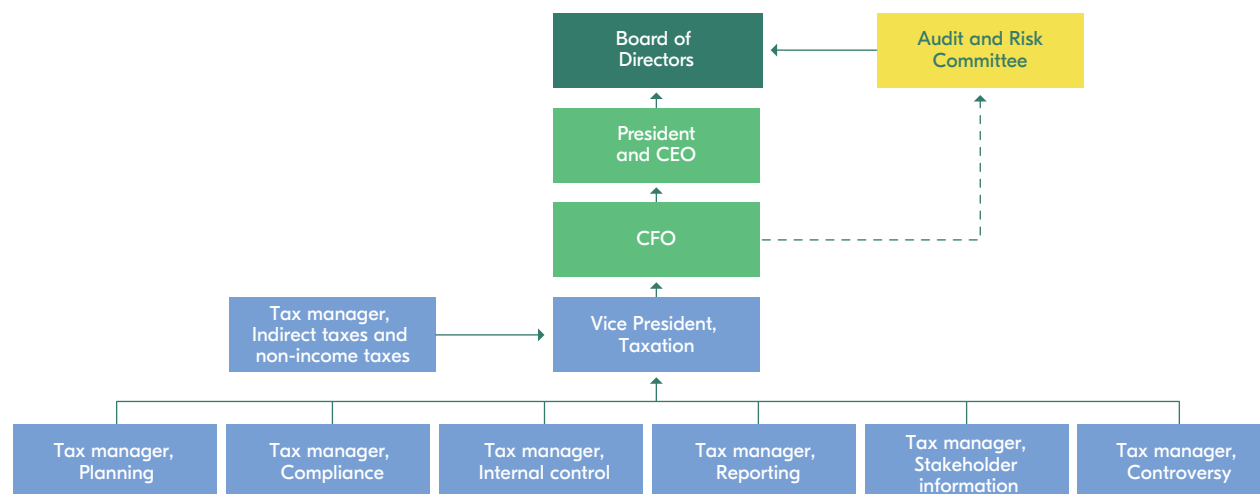 Board of
Directors
Audit and Risk
Committee
President
and CEO
CFO
Tax manager,
Indirect taxes and
non-income taxes
Vice President,
Taxation
Tax manager,
Planning
Tax manager,
Compliance
Tax manager,
Internal control
Tax manager,
Reporting
Tax manager,
Stakeholder
information
Tax manager,
Controversy